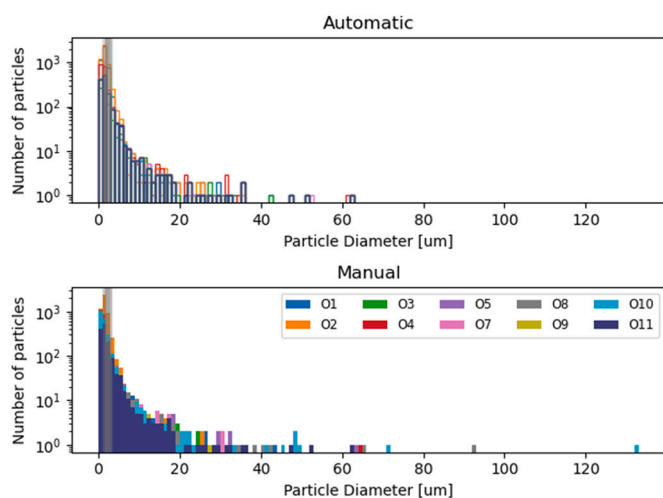 Automatic
Number of particles
10³
10²
10¹
10⁰
0 20 40 60 80 100 120
Particle Diameter [um]
Manual
Number of particles
10³
10²
10¹
10⁰
O1 O3 O5 O8 O10
O2 O4 O7 O9 O11
0 20 40 60 80 100 120
Particle Diameter [um]